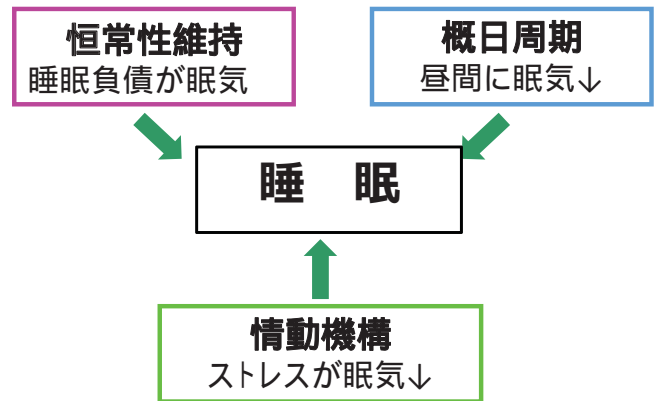 恒常性維持
睡眠負債が眠気
概日周期
昼間に眠気↓
睡　眠
情動機構
ストレスが眠気↓